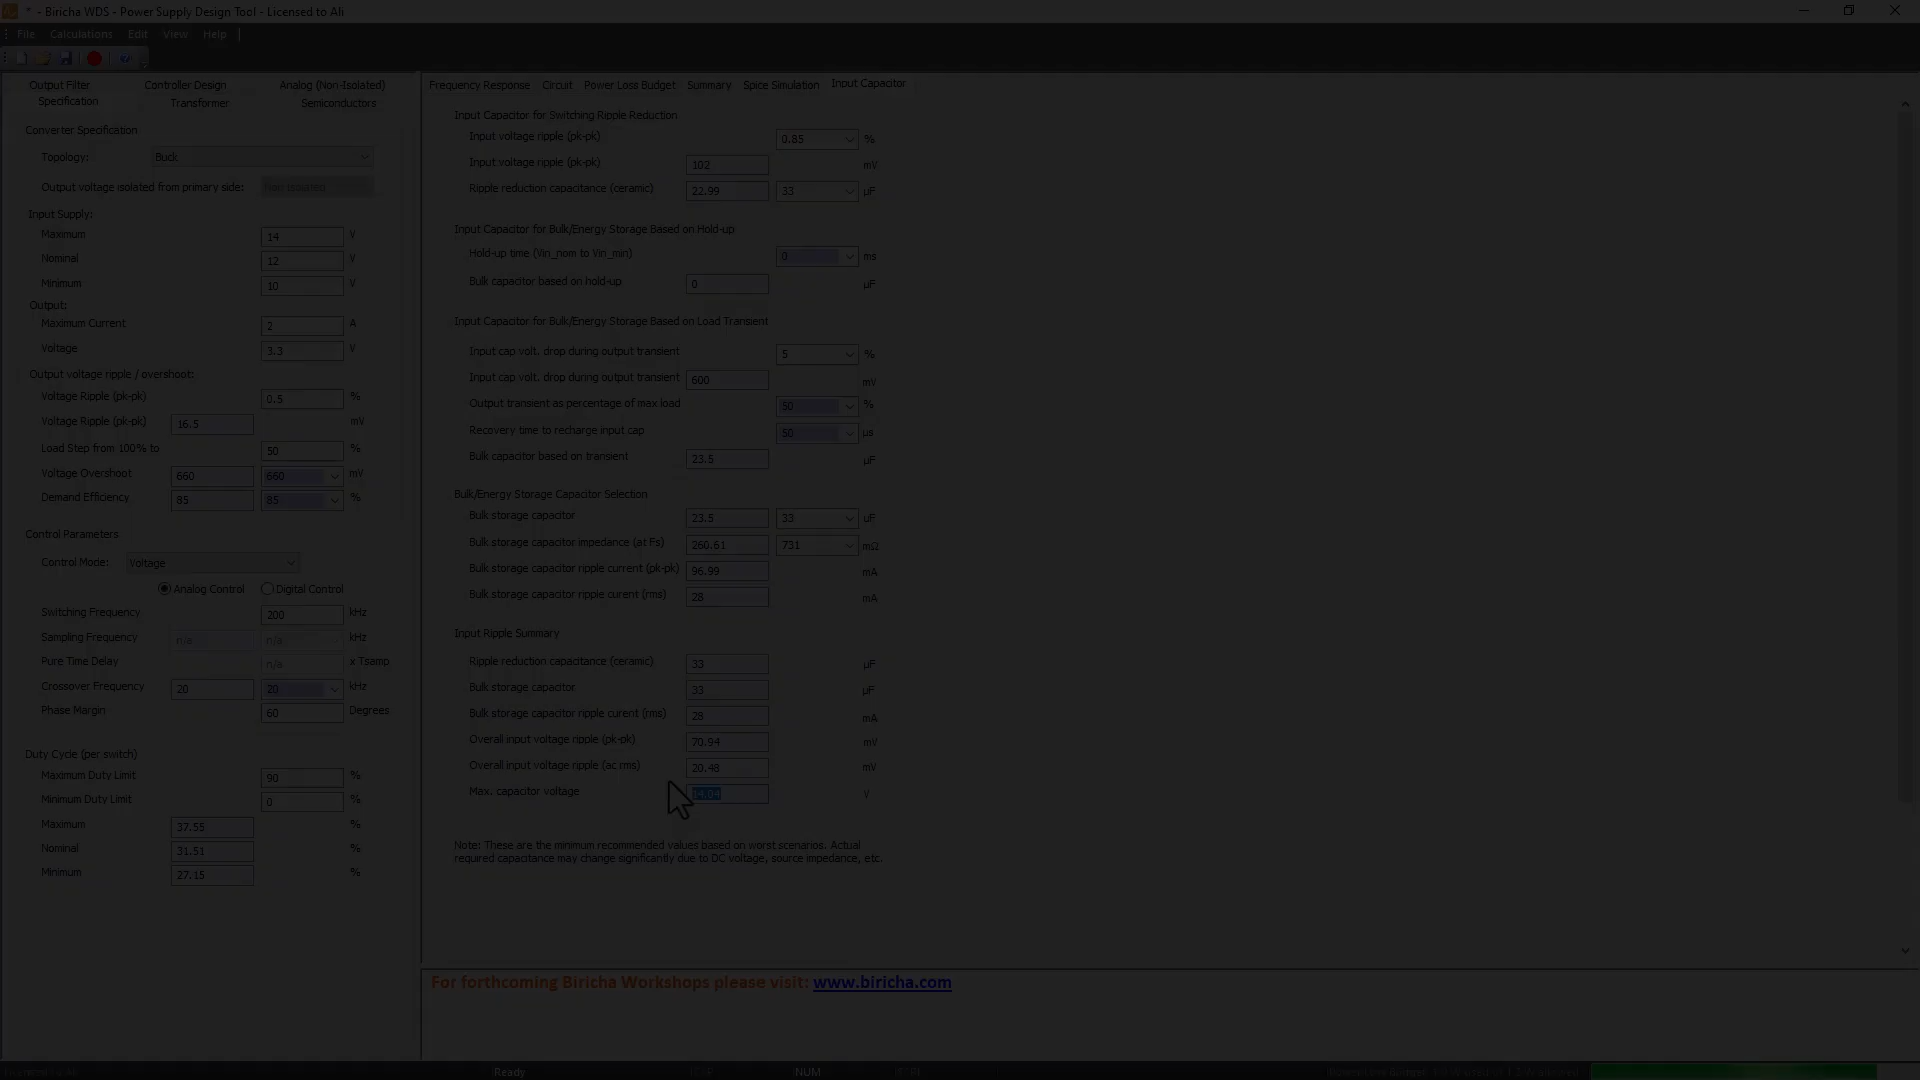 * - Biricha WDS - Power Supply Design Tool - Licensed to Ali
File Calculations Edit View Help
Output Filter Controller Design Analog (Non-Isolated)
Specification Transformer Semiconductors
Converter Specification
Topology: Buck
Output voltage isolated from primary side: Non Isolated
Input Supply:
Maximum 14 V
Nominal 12 V
Minimum 10 V
Output:
Maximum Current 2 A
Voltage 3.3 V
Output voltage ripple / overshoot:
Voltage Ripple (pk-pk) 0.5 %
Voltage Ripple (pk-pk) 16.5 mV
Load Step from 100% to 50 %
Voltage Overshoot 660 660 mV
Demand Efficiency 85 85 %
Control Parameters
Control Mode: Voltage
Analog Control Digital Control
Switching Frequency 200 kHz
Sampling Frequency n/a n/a kHz
Pure Time Delay n/a x Tsamp
Crossover Frequency 20 20 kHz
Phase Margin 60 Degrees
Duty Cycle (per switch)
Maximum Duty Limit 90 %
Minimum Duty Limit 0 %
Maximum 37.55 %
Nominal 31.51 %
Minimum 27.15 %
Frequency Response Circuit Power Loss Budget Summary Spice Simulation Input Capacitor
Input Capacitor for Switching Ripple Reduction
Input voltage ripple (pk-pk) 0.85 %
Input voltage ripple (pk-pk) 102 mV
Ripple reduction capacitance (ceramic) 22.99 33 µF
Input Capacitor for Bulk/Energy Storage Based on Hold-up
Hold-up time (Vin_nom to Vin_min) 0 ms
Bulk capacitor based on hold-up 0 µF
Input Capacitor for Bulk/Energy Storage Based on Load Transient
Input cap volt. drop during output transient 5 %
Input cap volt. drop during output transient 600 mV
Output transient as percentage of max load 50 %
Recovery time to recharge input cap 50 µs
Bulk capacitor based on transient 23.5 µF
Bulk/Energy Storage Capacitor Selection
Bulk storage capacitor 23.5 33 uF
Bulk storage capacitor impedance (at Fs) 260.61 731 mΩ
Bulk storage capacitor ripple current (pk-pk) 96.99 mA
Bulk storage capacitor ripple curent (rms) 28 mA
Input Ripple Summary
Ripple reduction capacitance (ceramic) 33 µF
Bulk storage capacitor 33 µF
Bulk storage capacitor ripple curent (rms) 28 mA
Overall input voltage ripple (pk-pk) 70.94 mV
Overall input voltage ripple (ac rms) 20.48 mV
Max. capacitor voltage 14.04 V
Note: These are the minimum recommended values based on worst scenarios. Actual
required capacitance may change significantly due to DC voltage, source impedance, etc.
For forthcoming Biricha Workshops please visit: www.biricha.com
Ready NUM